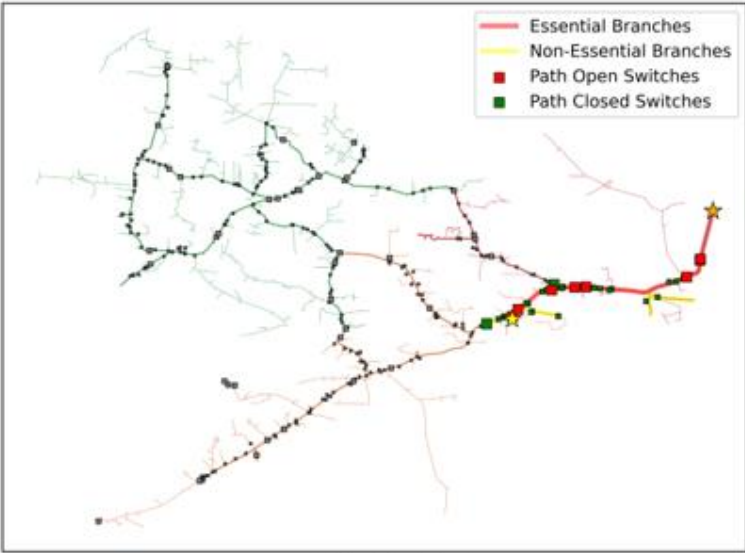 Essential Branches
Non-Essential Branches
Path Open Switches
Path Closed Switches